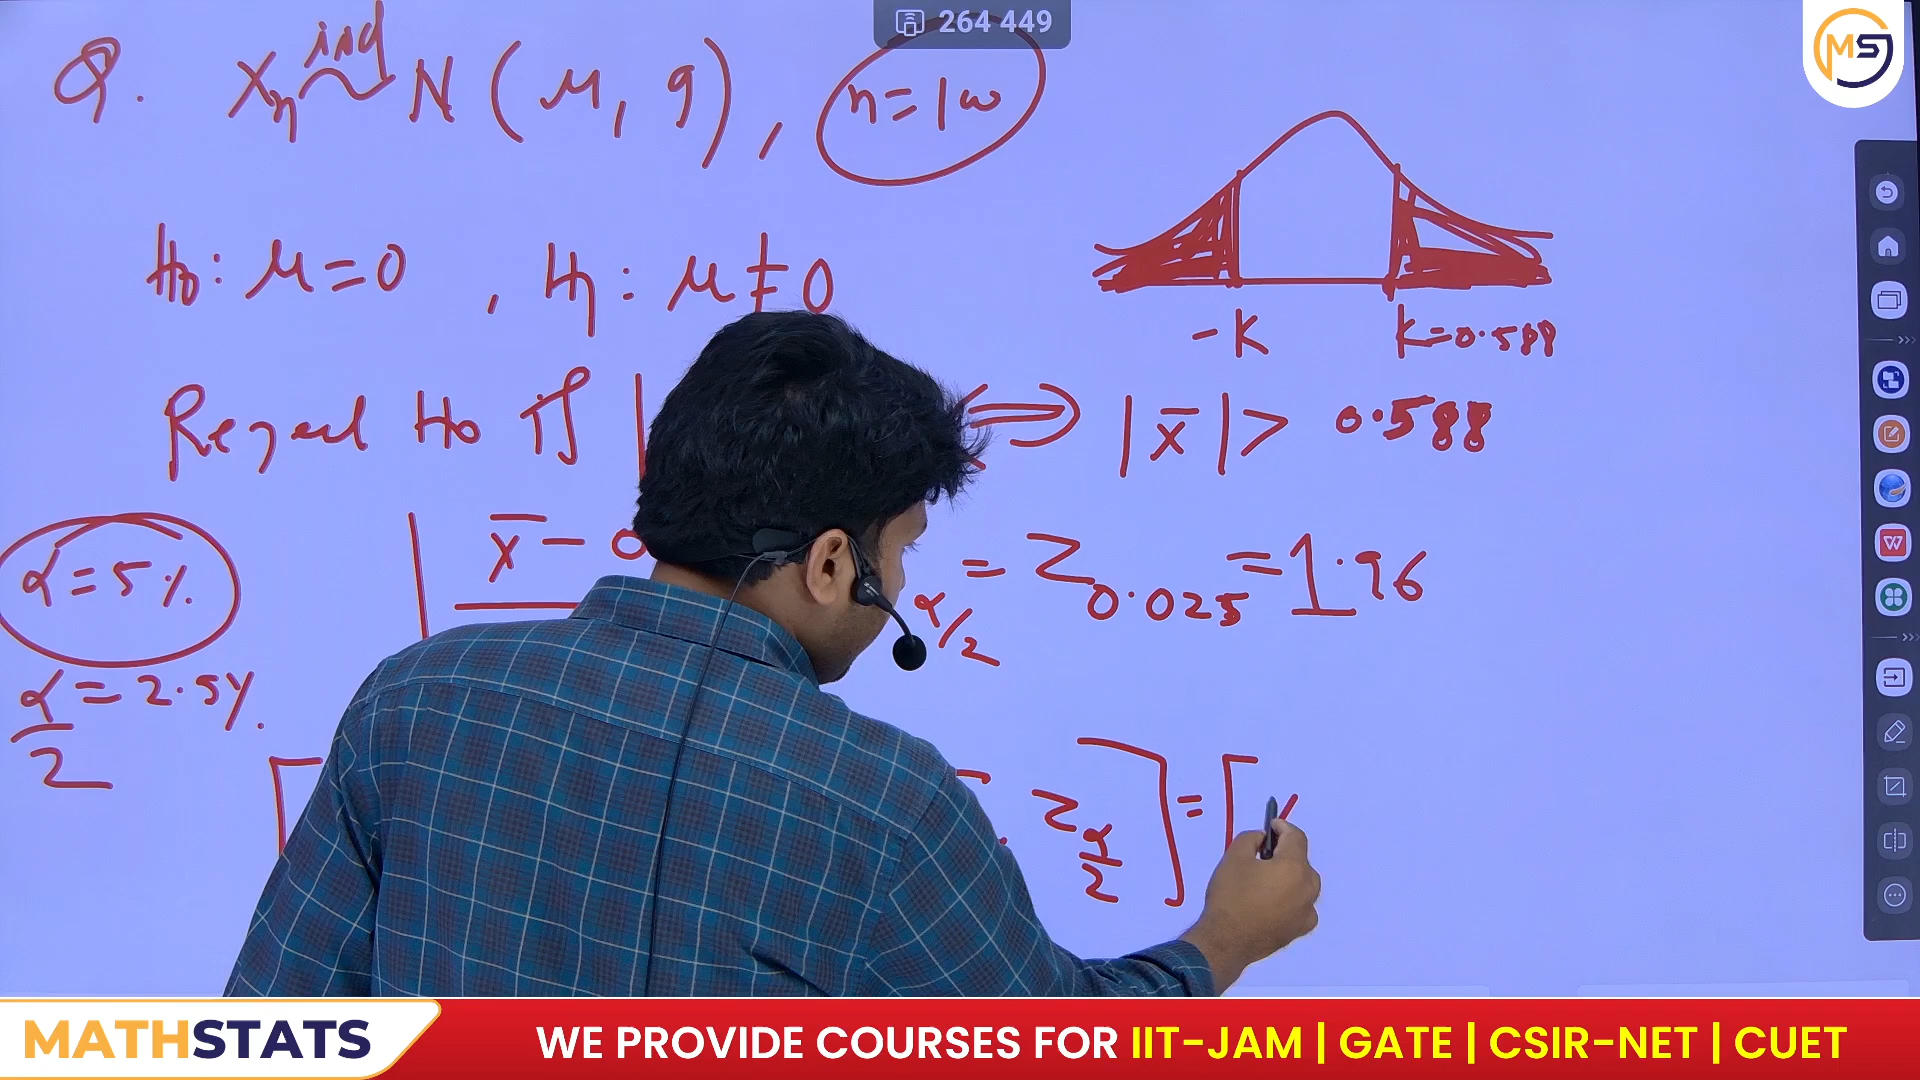 264 449
MS
Q. Xn ind ~ N(μ, 9), n=100
H0: μ=0, H1: μ≠0
-K K=0.588
Reject H0 if | ⇒ |x̄| > 0.588
α=5%
| x̄ - 0
α/2 = Z0.025 = 1.96
α/2 = 2.5%.
[ Zα/2] = [
MATHSTATS
WE PROVIDE COURSES FOR IIT-JAM | GATE | CSIR-NET | CUET